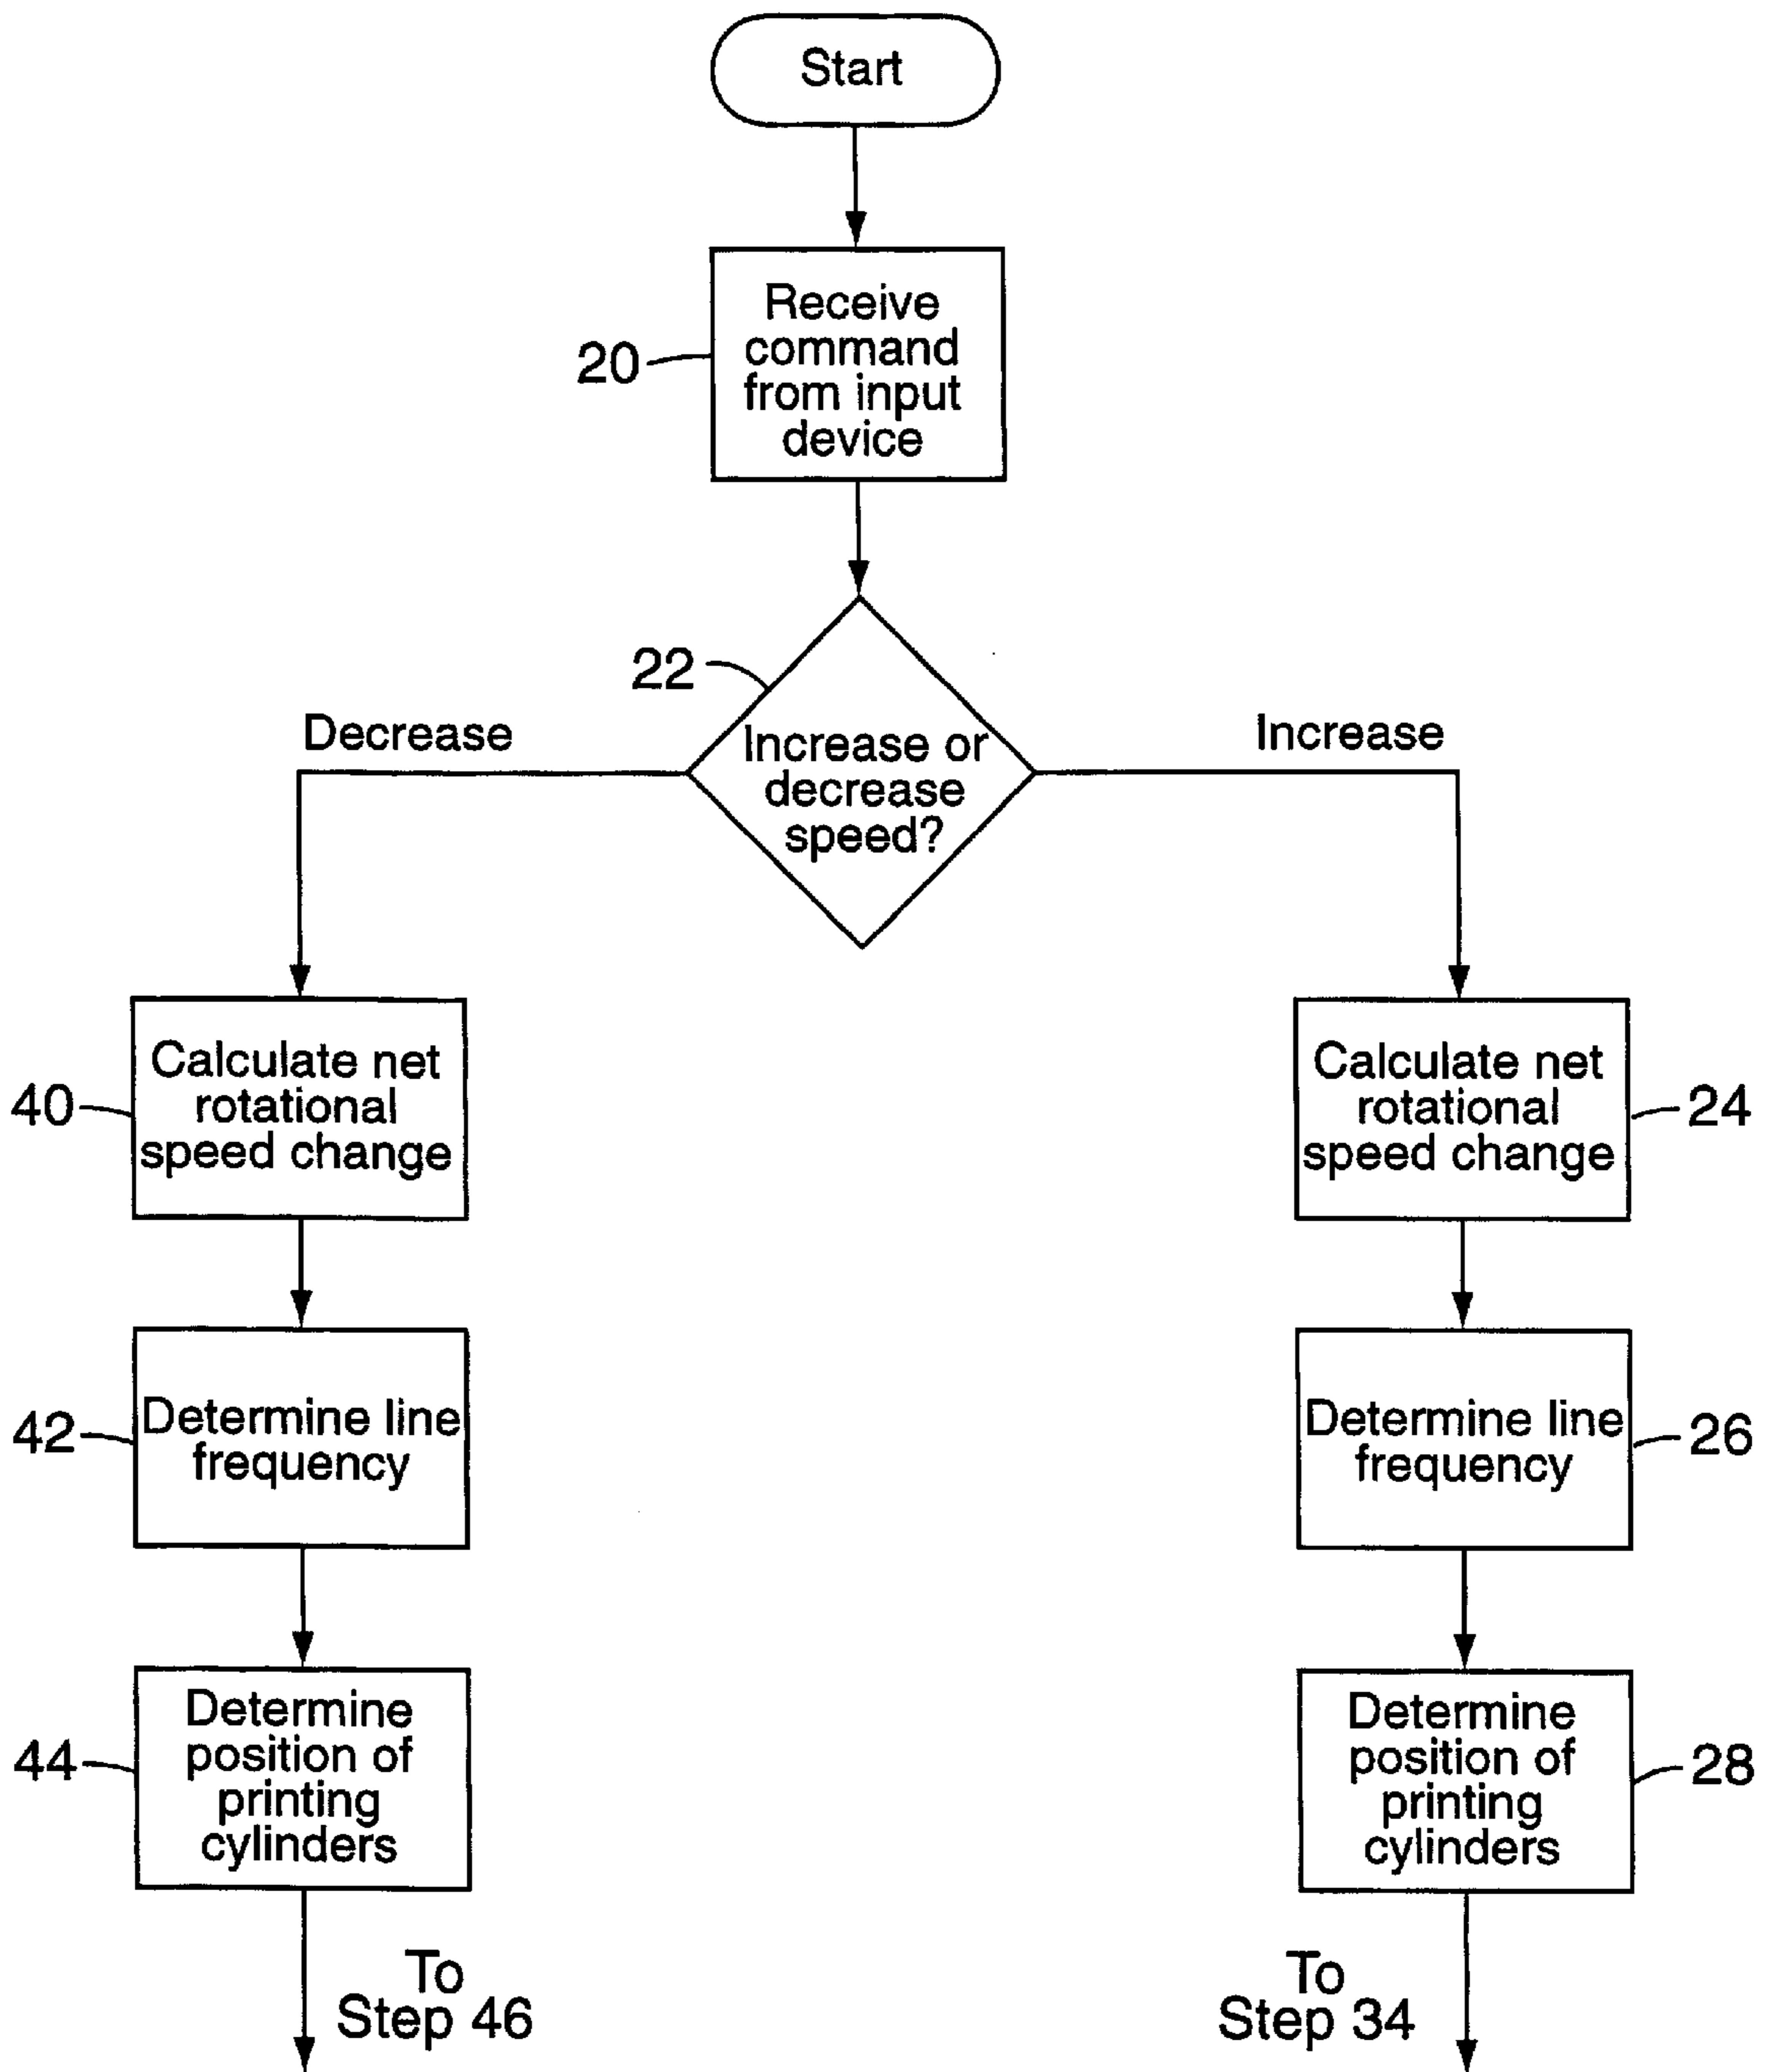 Start
20
Receive
command
from input
device
22
Increase or
decrease
speed?
Decrease
Increase
40
Calculate net
rotational
speed change
Calculate net
rotational
speed change
24
42
Determine line
frequency
Determine line
frequency
26
44
Determine
position of
printing
cylinders
Determine
position of
printing
cylinders
28
To
Step 46
To
Step 34